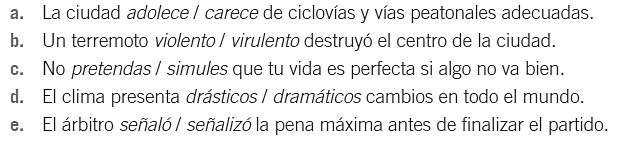 a. La ciudad adolece / carece de ciclovías y vías peatonales adecuadas.
b. Un terremoto violento / virulento destruyó el centro de la ciudad.
c. No pretendas / simules que tu vida es perfecta si algo no va bien.
d. El clima presenta drásticos / dramáticos cambios en todo el mundo.
e. El árbitro señaló / señalizó la pena máxima antes de finalizar el partido.